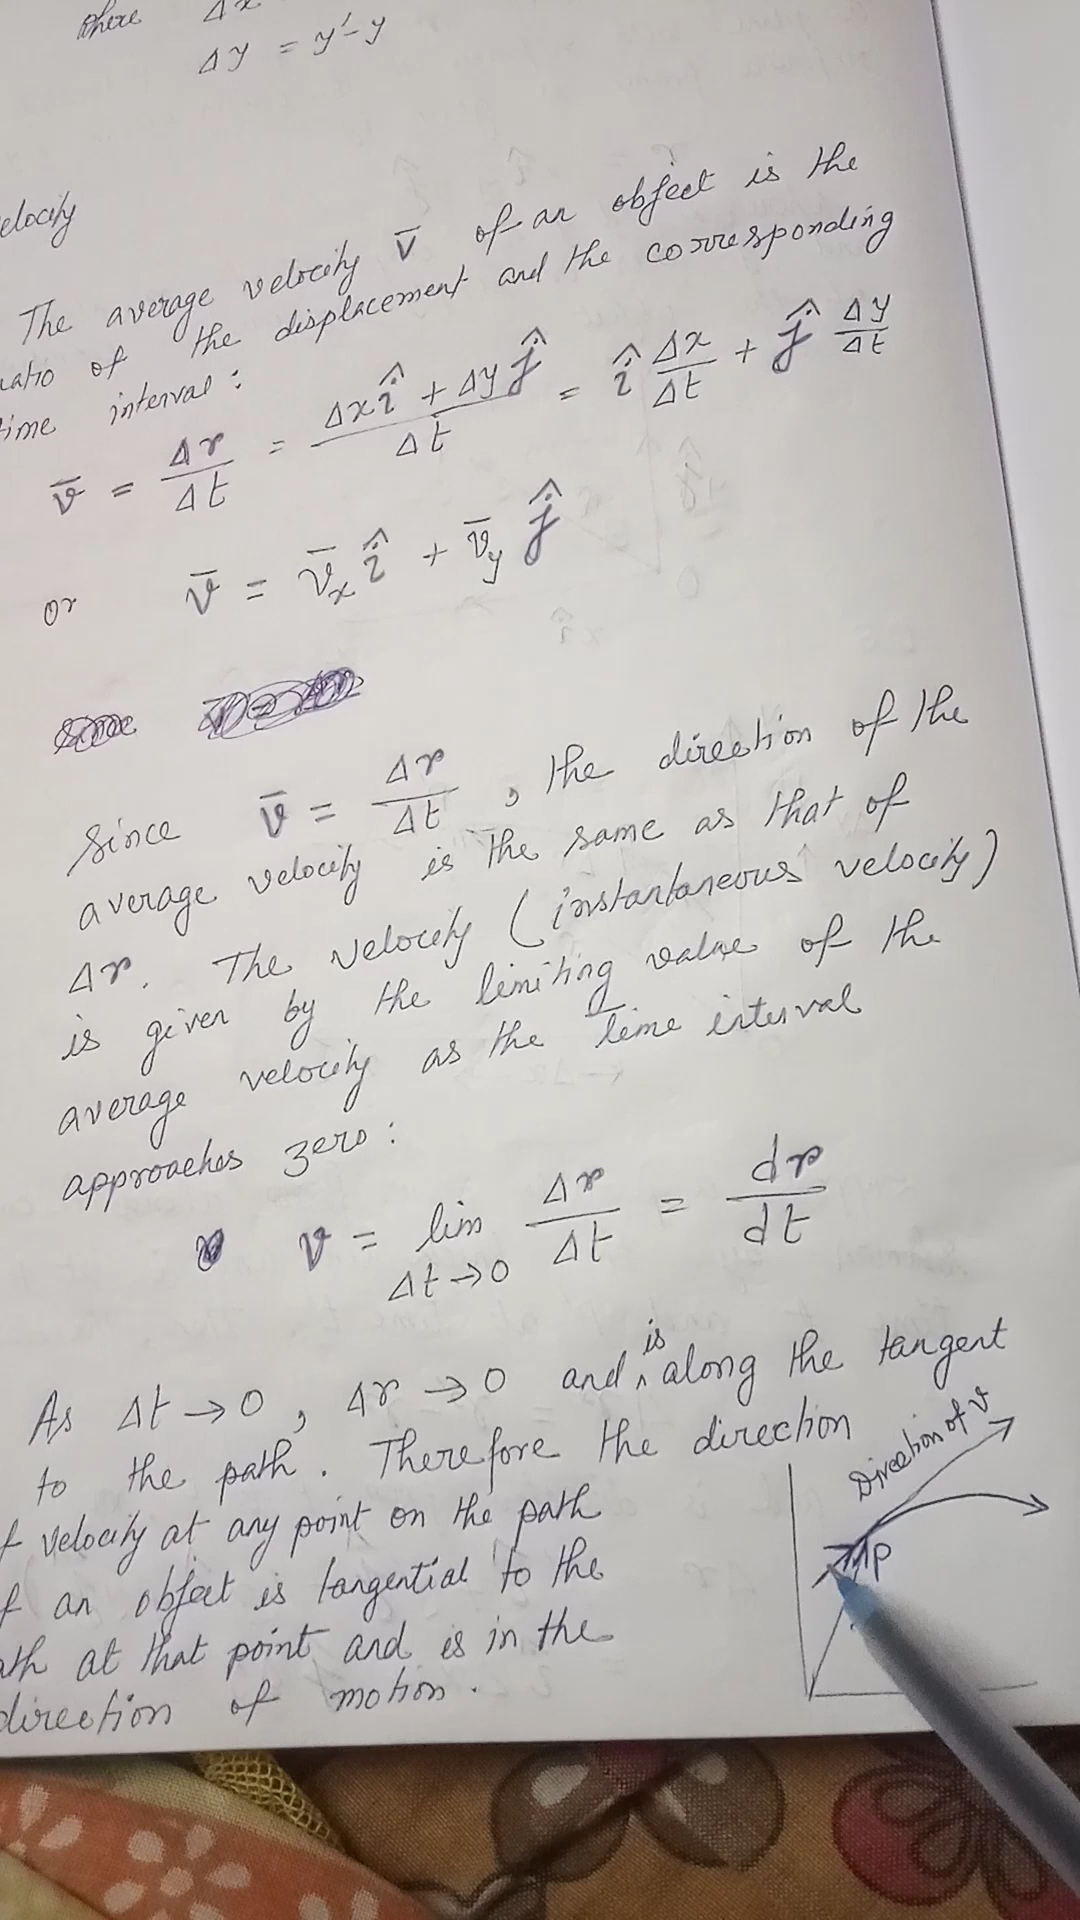 where Δx
Δy = y'-y
elocity
The average velocity v̄ of an object is the
ratio of the displacement and the corresponding
time interval :
v̄ = Δr/Δt = (Δx î + Δy ĵ)/Δt = î Δx/Δt + ĵ Δy/Δt
or v̄ = v̄x î + v̄y ĵ
Since v̄ = Δr/Δt , the direction of the
average velocity is the same as that of
Δr. The velocity (instantaneous velocity)
is given by the limiting value of the
average velocity as the time interval
approaches zero :
v = lim Δt→0 Δr/Δt = dr/dt
As Δt → 0, Δr → 0 and is along the tangent
to the path. Therefore the direction
f velocity at any point on the path
f an object is tangential to the
ath at that point and is in the
direction of motion.
Direction of v
P